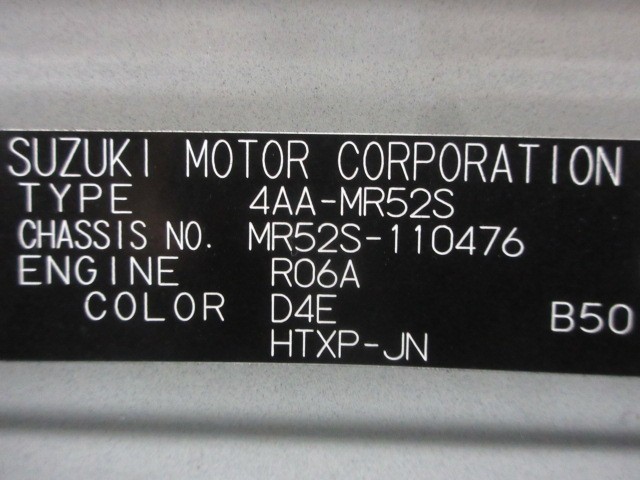 SUZUKI MOTOR CORPORATION
TYPE 4AA-MR52S
CHASSIS NO. MR52S-110476
ENGINE R06A
COLOR D4E B50
HTXP-JN